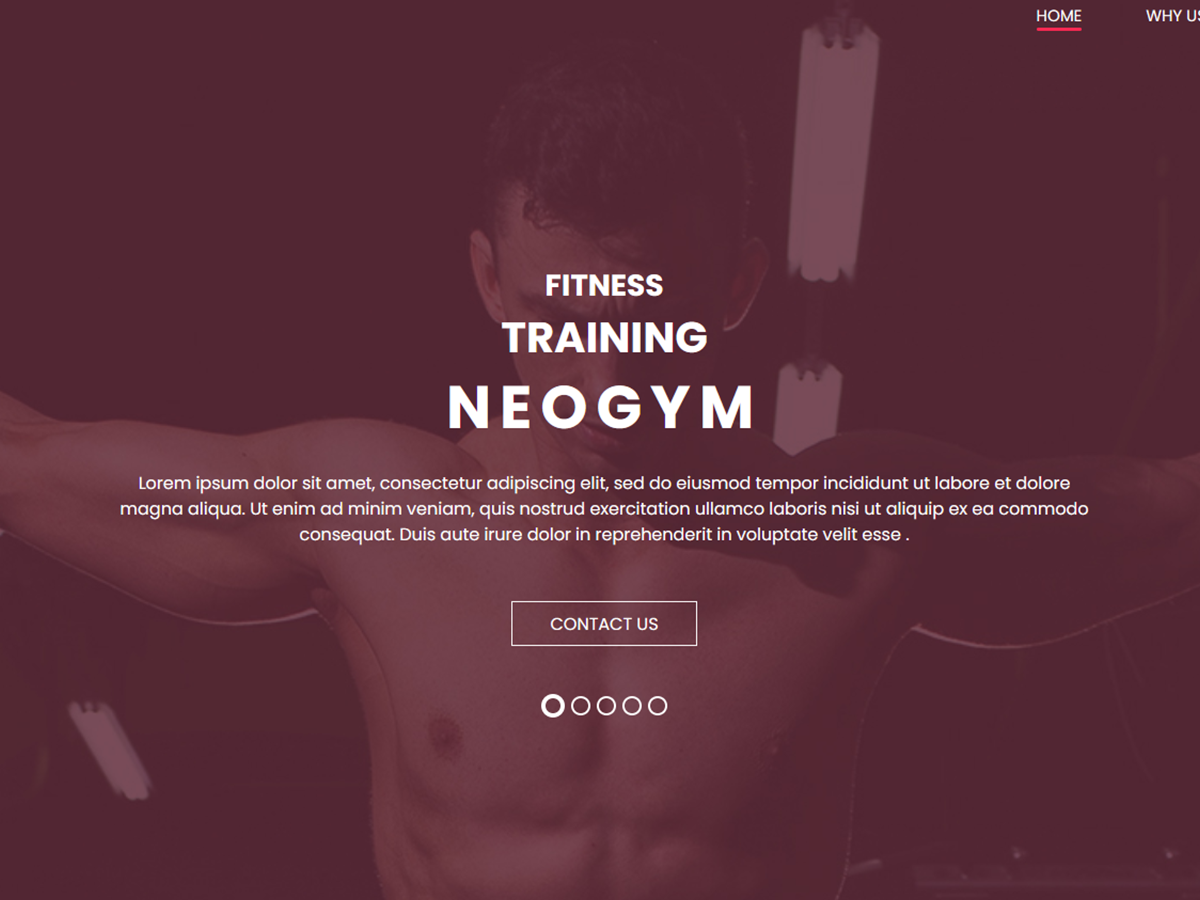 HOME
WHY US
FITNESS
TRAINING
NEOGYM
Lorem ipsum dolor sit amet, consectetur adipiscing elit, sed do eiusmod tempor incididunt ut labore et dolore
magna aliqua. Ut enim ad minim veniam, quis nostrud exercitation ullamco laboris nisi ut aliquip ex ea commodo
consequat. Duis aute irure dolor in reprehenderit in voluptate velit esse .
CONTACT US